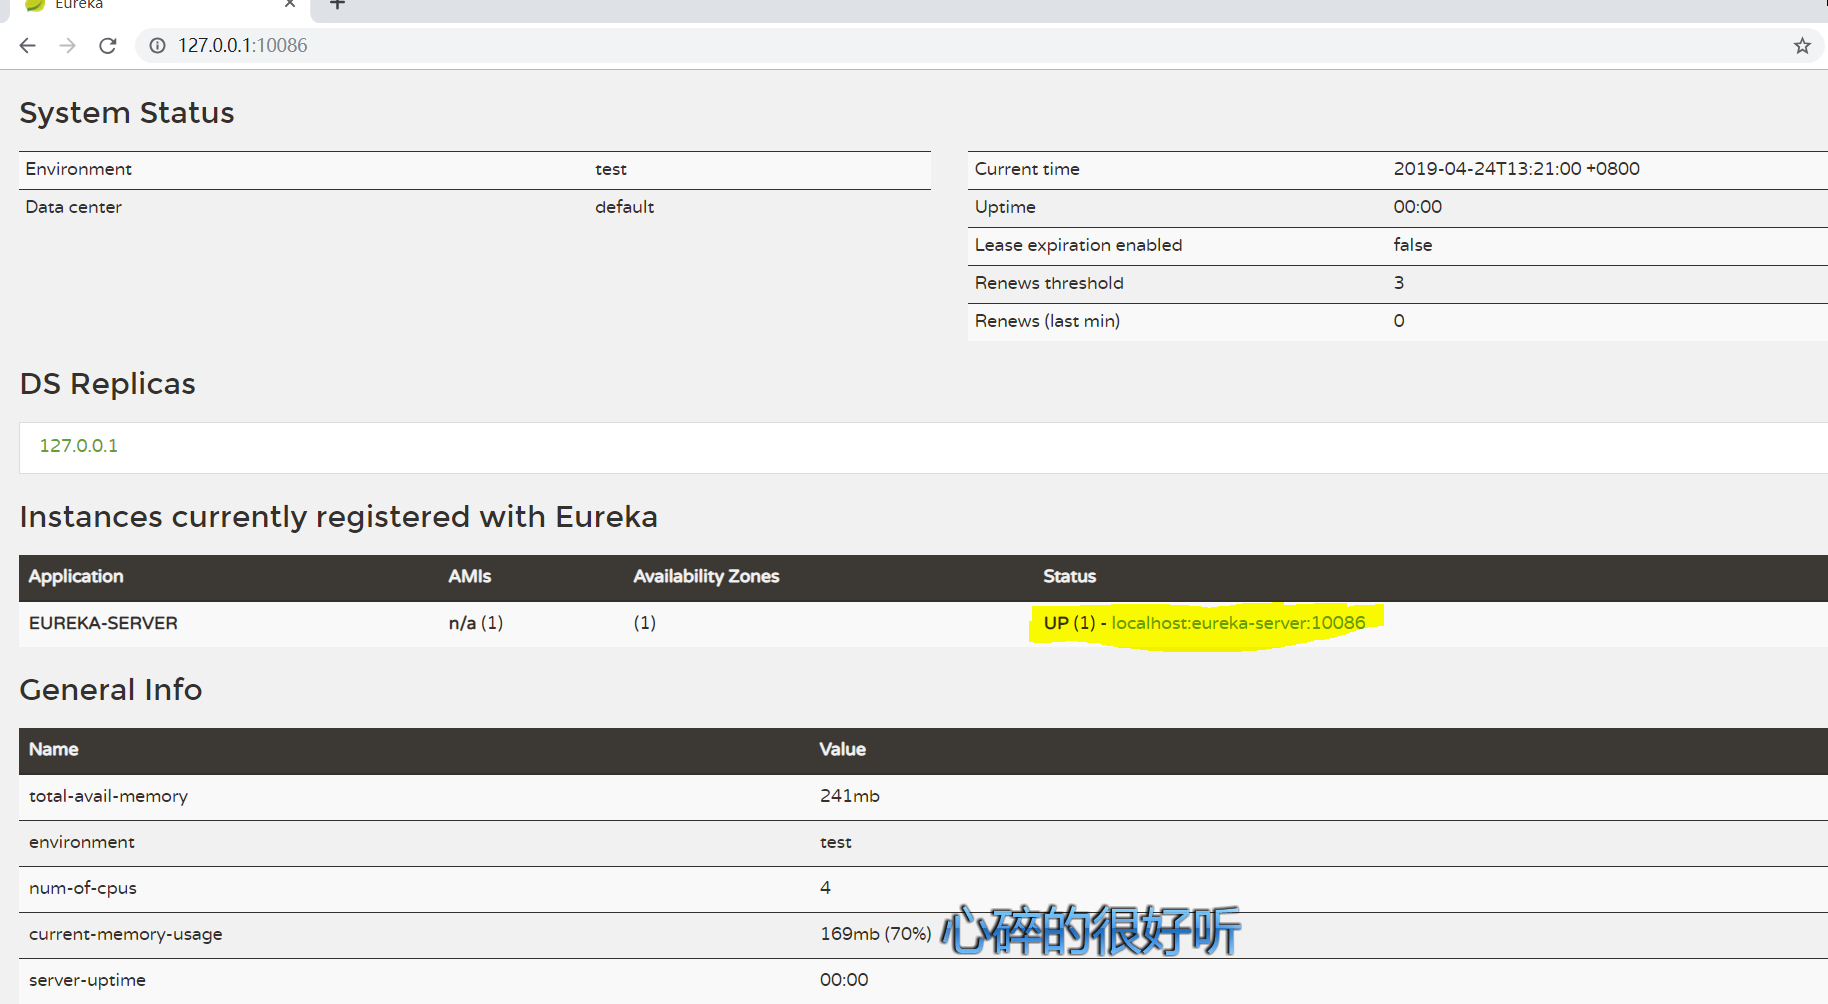 Eureka
127.0.0.1:10086
System Status
Environment test
Data center default
Current time 2019-04-24T13:21:00 +0800
Uptime 00:00
Lease expiration enabled false
Renews threshold 3
Renews (last min) 0
DS Replicas
127.0.0.1
Instances currently registered with Eureka
Application AMIs Availability Zones Status
EUREKA-SERVER n/a (1) (1) UP (1) - localhost:eureka-server:10086
General Info
Name Value
total-avail-memory 241mb
environment test
num-of-cpus 4
current-memory-usage 169mb (70%)
心碎的很好听
server-uptime 00:00